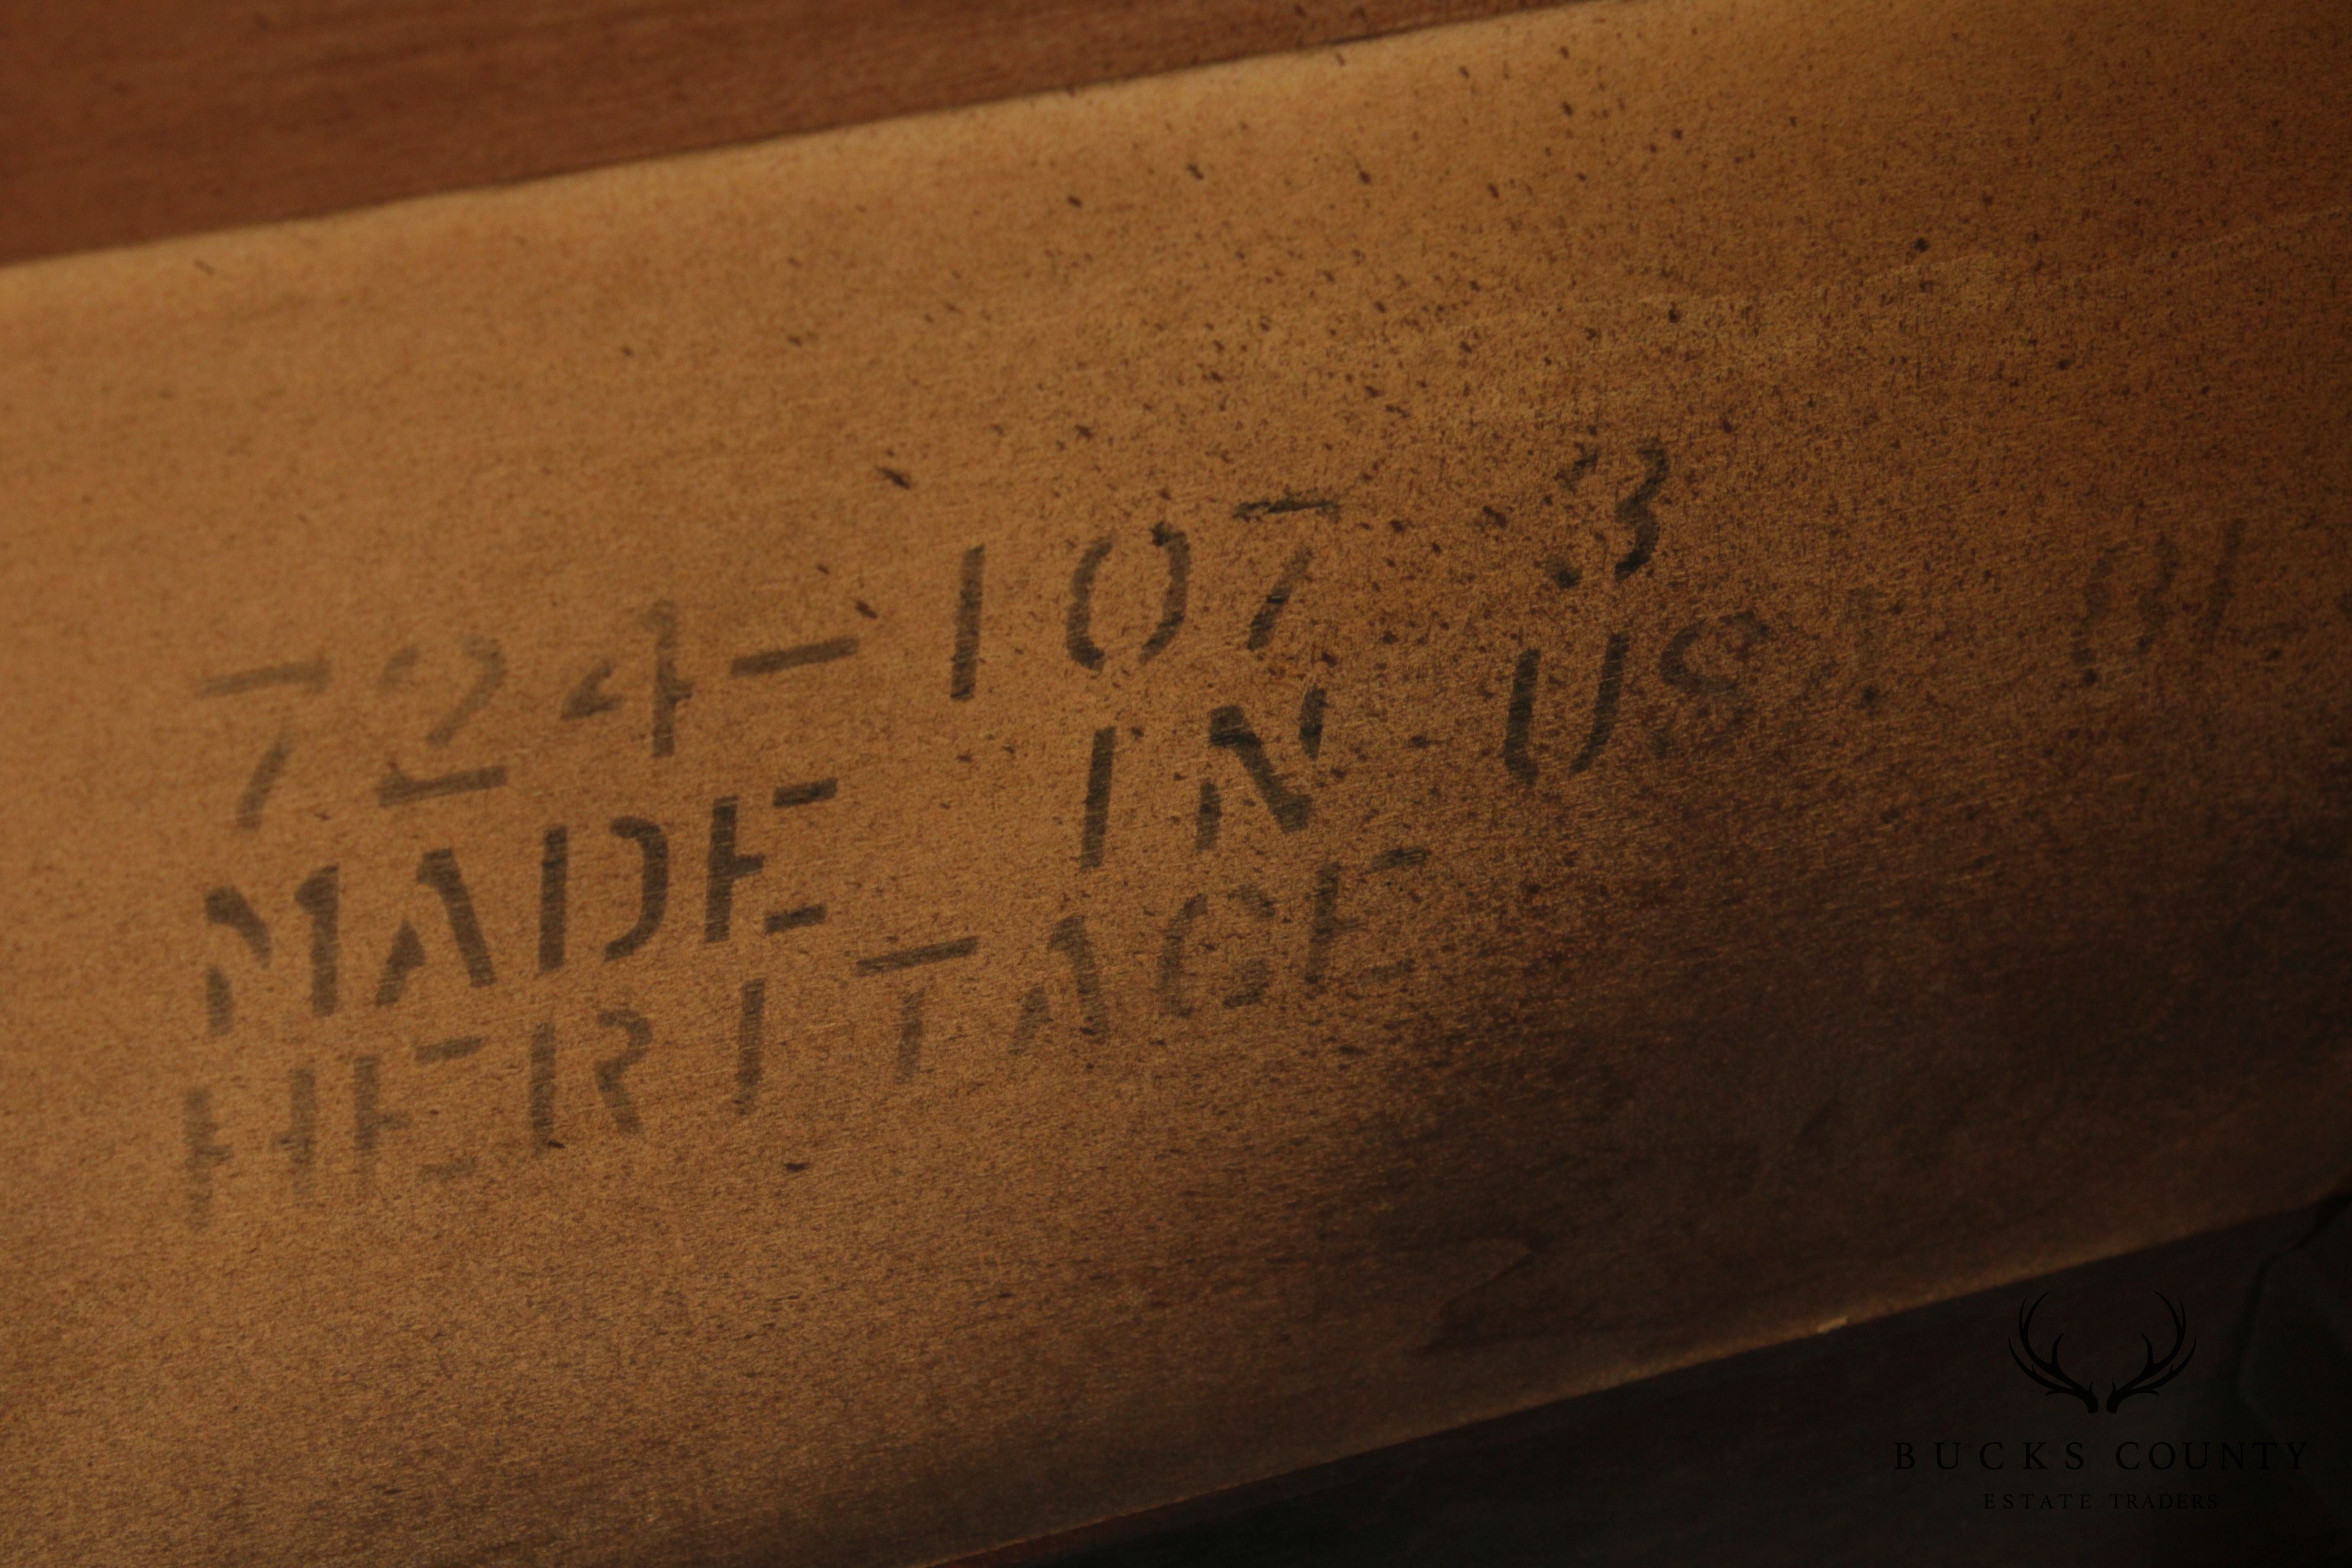 724-107 3
MADE IN US
HERITAGE
BUCKS COUNTY
ESTATE TRADERS